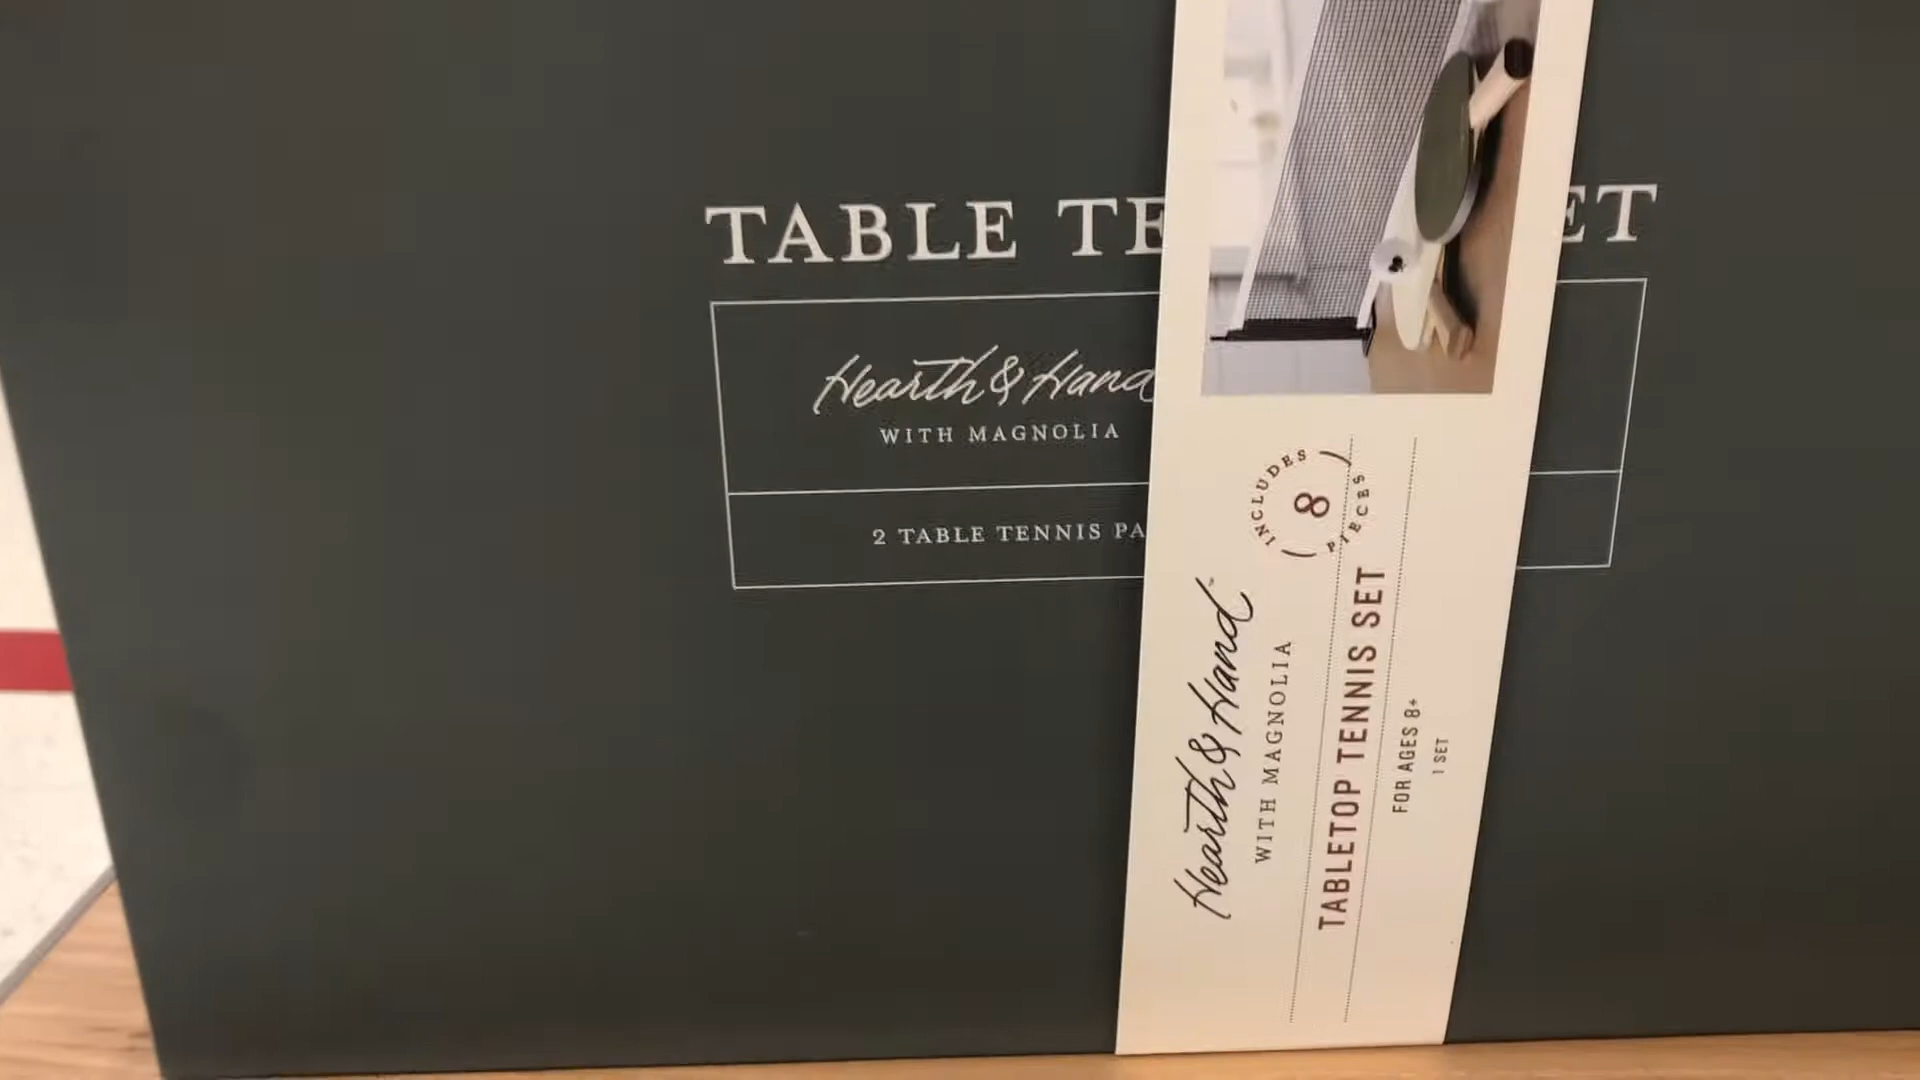 TABLE TE ET
Hearth & Hand
WITH MAGNOLIA
2 TABLE TENNIS PA
INCLUDES
8
PIECES
Hearth & Hand™
WITH MAGNOLIA
TABLETOP TENNIS SET
FOR AGES 8+
1 SET